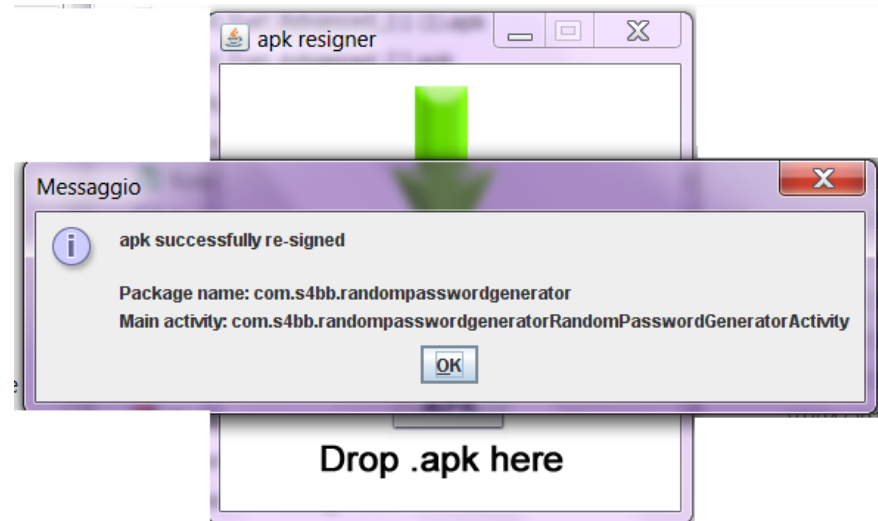 apk resigner
Messaggio
apk successfully re-signed
Package name: com.s4bb.randompasswordgenerator
Main activity: com.s4bb.randompasswordgeneratorRandomPasswordGeneratorActivity
OK
Drop .apk here